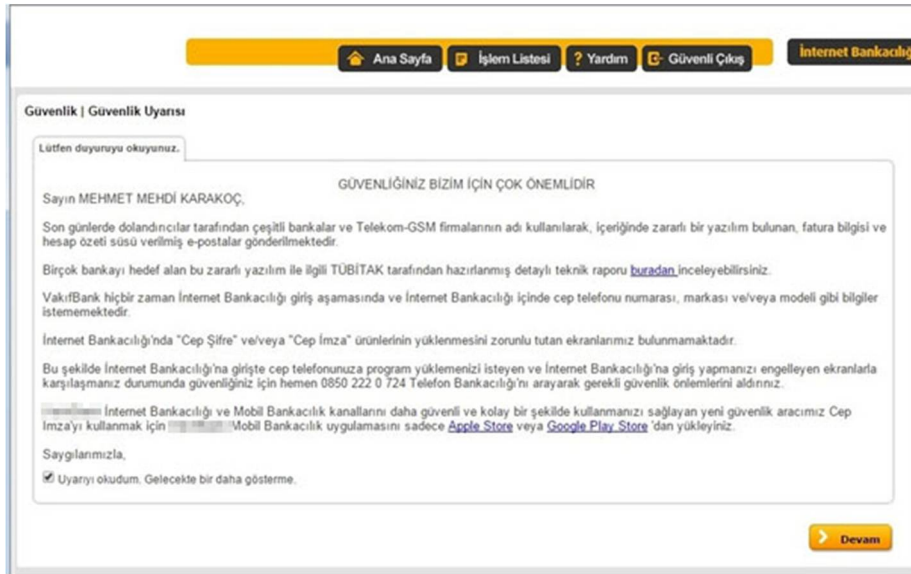 Ana Sayfa İşlem Listesi ? Yardım Güvenli Çıkış İnternet Bankacılığ
Güvenlik | Güvenlik Uyarısı
Lütfen duyuruyu okuyunuz.
GÜVENLİĞİNİZ BİZİM İÇİN ÇOK ÖNEMLİDİR
Sayın MEHMET MEHDİ KARAKOÇ,
Son günlerde dolandırıcılar tarafından çeşitli bankalar ve Telekom-GSM firmalarının adı kullanılarak, içeriğinde zararlı bir yazılım bulunan, fatura bilgisi ve
hesap özeti süsü verilmiş e-postalar gönderilmektedir.
Birçok bankayı hedef alan bu zararlı yazılım ile ilgili TÜBİTAK tarafından hazırlanmış detaylı teknik raporu buradan inceleyebilirsiniz.
VakıfBank hiçbir zaman İnternet Bankacılığı giriş aşamasında ve İnternet Bankacılığı içinde cep telefonu numarası, markası ve/veya modeli gibi bilgiler
istememektedir.
İnternet Bankacılığı'nda "Cep Şifre" ve/veya "Cep İmza" ürünlerinin yüklenmesini zorunlu tutan ekranlarımız bulunmamaktadır.
Bu şekilde İnternet Bankacılığı'na girişte cep telefonunuza program yüklemenizi isteyen ve İnternet Bankacılığı'na giriş yapmanızı engelleyen ekranlarla
karşılaşmanız durumunda güvenliğiniz için hemen 0850 222 0 724 Telefon Bankacılığı'nı arayarak gerekli güvenlik önlemlerini aldırınız.
İnternet Bankacılığı ve Mobil Bankacılık kanallarını daha güvenli ve kolay bir şekilde kullanmanızı sağlayan yeni güvenlik aracımız Cep
İmza'yı kullanmak için Mobil Bankacılık uygulamasını sadece Apple Store veya Google Play Store 'dan yükleyiniz.
Saygılarımızla,
Uyarıyı okudum. Gelecekte bir daha gösterme.
Devam